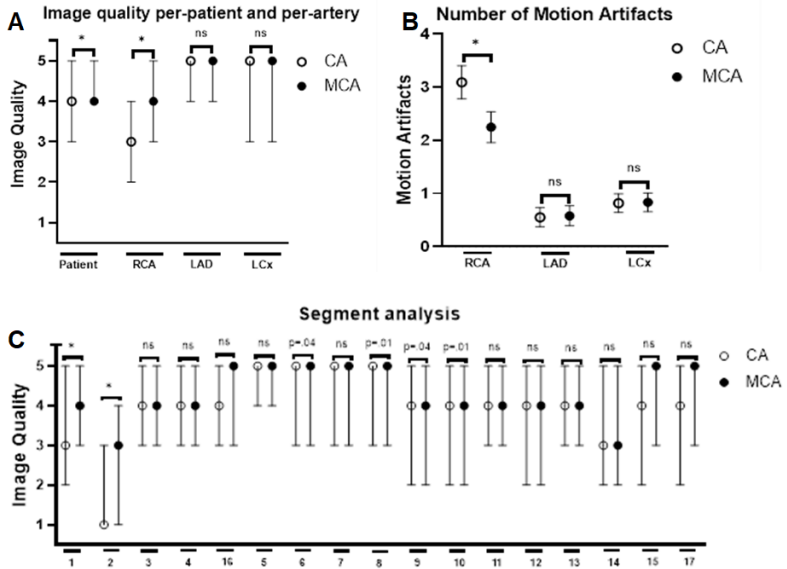 A
Image quality per-patient and per-artery
Image Quality
5
4
3
2
1
* * ns ns
CA
MCA
Patient RCA LAD LCx
B
Number of Motion Artifacts
Motion Artifacts
4
3
2
1
0
* ns ns
CA
MCA
RCA LAD LCx
C
Segment analysis
Image Quality
5
4
3
2
1
* * ns ns ns ns p=.04 ns p=.01 p=.04 p=.01 ns ns ns ns ns ns
CA
MCA
1 2 3 4 16 5 6 7 8 9 10 11 12 13 14 15 17